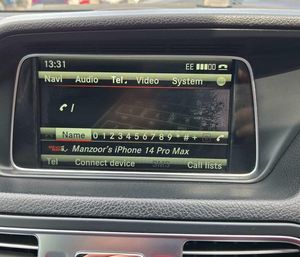 13:31 EE
Navi Audio Tel Video System
Name 0 1 2 3 4 5 6 7 8 9 * # +
Manzoor's iPhone 14 Pro Max
Tel Connect device SMS Call lists